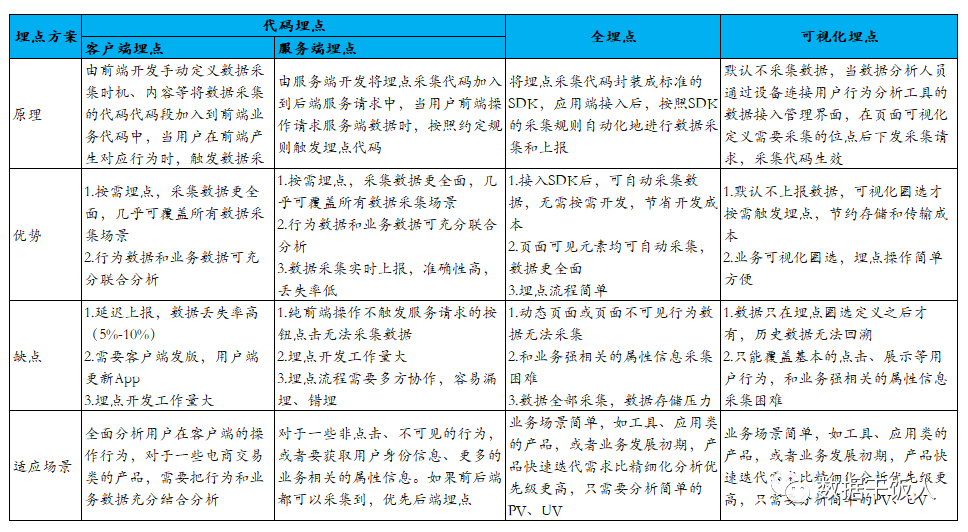 埋点方案
代码埋点
全埋点
可视化埋点
客户端埋点
服务端埋点
原理
由前端开发手动定义数据采
集时机、内容等将数据采集
的代码代码段加入到前端业
务代码中，当用户在前端产
生对应行为时，触发数据采
由服务端开发将埋点采集代码加入
到后端服务请求中，当用户前端操
作请求服务端数据时，按照约定规
则触发埋点代码
将埋点采集代码封装成标准的
SDK，应用端接入后，按照SDK
的采集规则自动化地进行数据采
集和上报
默认不采集数据，当数据分析人员
通过设备连接用户行为分析工具的
数据接入管理界面，在页面可视化
定义需要采集的位点后下发采集请
求，采集代码生效
优势
1.按需埋点，采集数据更全
面，几乎可覆盖所有数据采
集场景
2.行为数据和业务数据可充
分联合分析
1.按需埋点，采集数据更全面，几
乎可覆盖所有数据采集场景
2.行为数据和业务数据可充分联合
分析
3.数据采集实时上报，准确性高，
丢失率低
1.接入SDK后，可自动采集数
据，无需按需开发，节省开发成
本
2.页面可见元素均可自动采集，
数据更全面
3.埋点流程简单
1.默认不上报数据，可视化圈选才
按需触发埋点，节约存储和传输成
本
2.业务可视化圈选，埋点操作简单
方便
缺点
1.延迟上报，数据丢失率高
（5%-10%）
2.需要客户端发版，用户端
更新App
3.埋点开发工作量大
1.纯前端操作不触发服务请求的按
钮点击无法采集数据
2.埋点开发工作量大
3.埋点流程需要多方协作，容易漏
埋、错埋
1.动态页面或页面不可见行为数
据无法采集
2.和业务强相关的属性信息采集
困难
3.数据全部采集，数据存储压力
1.数据只在埋点圈选定义之后才
有，历史数据无法回溯
2.只能覆盖基本的点击、展示等用
户行为，和业务强相关的属性信息
采集困难
适应场景
全面分析用户在客户端的操
作行为，对于一些电商交易
类的产品，需要把行为和业
务数据充分结合分析
对于一些非点击、不可见的行为，
或者要获取用户身份信息、更多的
业务相关的属性信息。如果前后端
都可以采集到，优先后端埋点
业务场景简单，如工具、应用类
的产品，或者业务发展初期，产
品快速迭代需求比精细化分析优
先级更高，只需要分析简单的
PV、UV
业务场景简单，如工具、应用类的
产品，或者业务发展初期，产品快
速迭代需求比精细化分析优先级更
高，只需要分析简单的PV、UV
数据干饭人